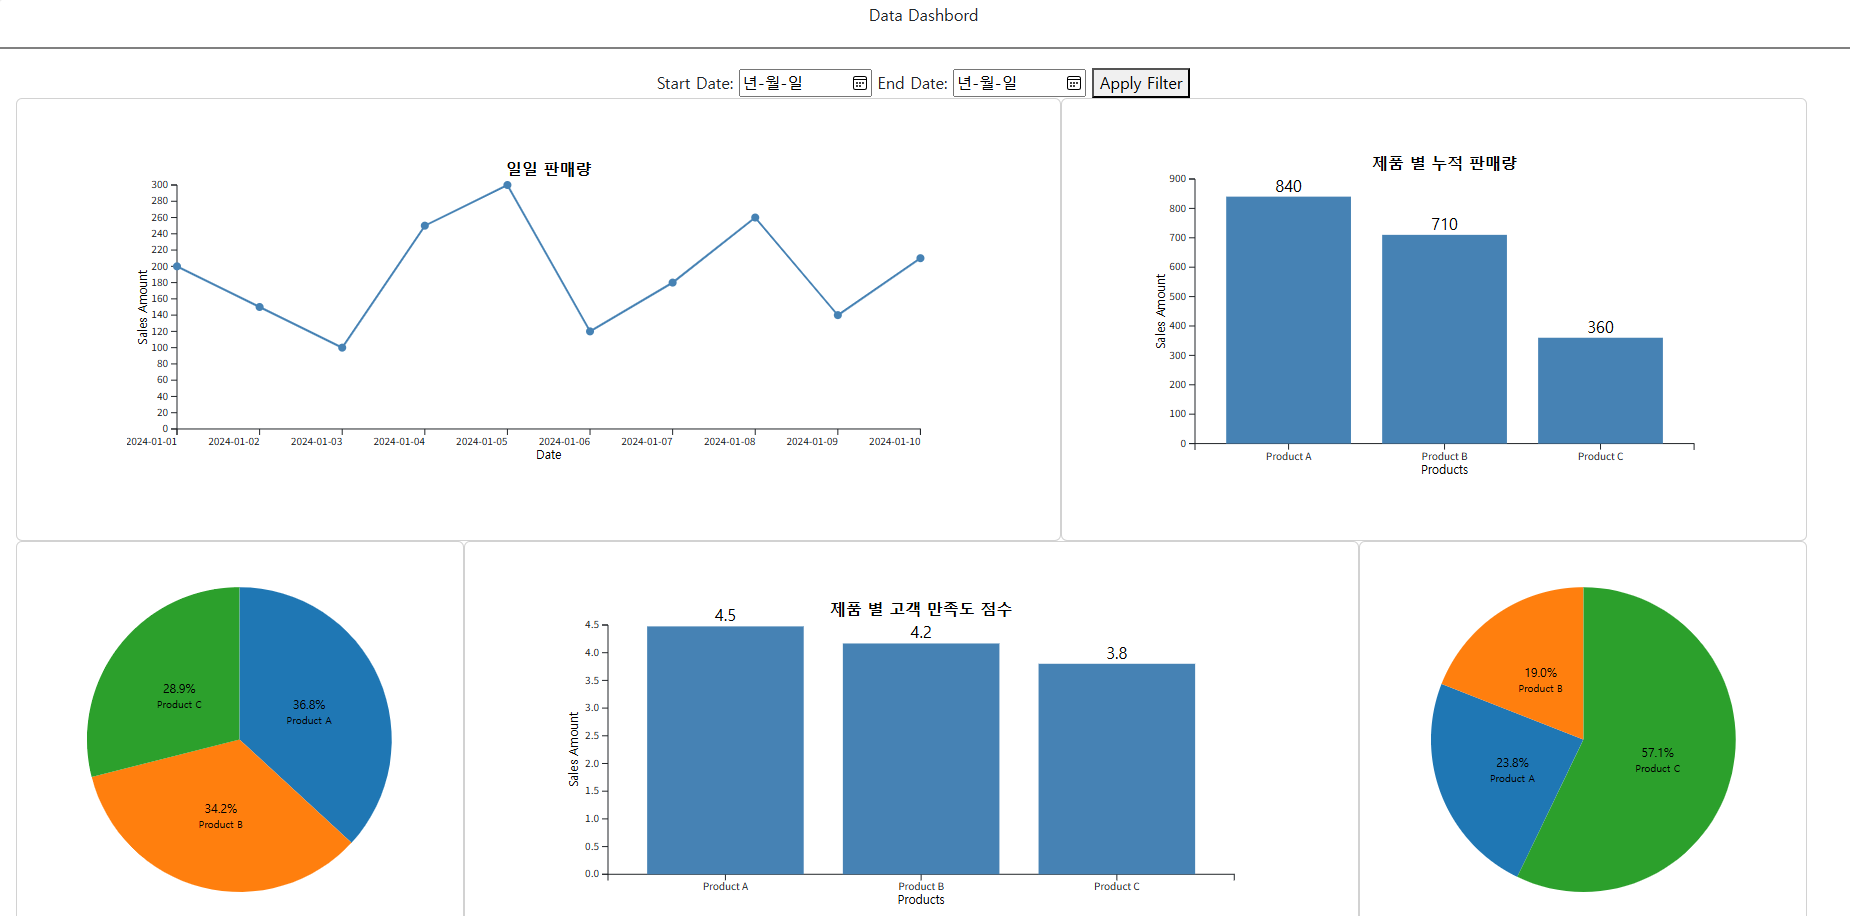 Data Dashbord
Start Date: 년-월-일 End Date: 년-월-일 Apply Filter
일일 판매량
300
280
260
240
220
200
180
160
140
120
100
80
60
40
20
0
Sales Amount
2024-01-01 2024-01-02 2024-01-03 2024-01-04 2024-01-05 2024-01-06 2024-01-07 2024-01-08 2024-01-09 2024-01-10
Date
제품 별 누적 판매량
900
800
700
600
500
400
300
200
100
0
Sales Amount
840
710
360
Product A Product B Product C
Products
28.9%
Product C
36.8%
Product A
34.2%
Product B
제품 별 고객 만족도 점수
4.5
4.0
3.5
3.0
2.5
2.0
1.5
1.0
0.5
0.0
Sales Amount
4.5
4.2
3.8
Product A Product B Product C
Products
19.0%
Product B
57.1%
Product C
23.8%
Product A